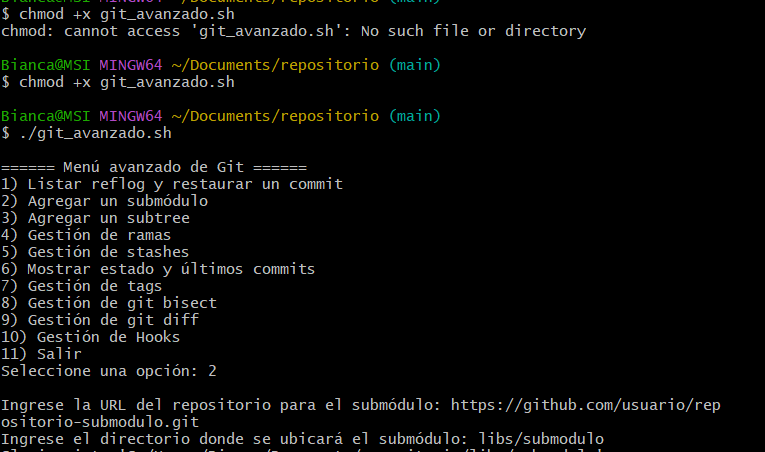 $ chmod +x git_avanzado.sh
chmod: cannot access 'git_avanzado.sh': No such file or directory
Bianca@MSI MINGW64 ~/Documents/repositorio (main)
$ chmod +x git_avanzado.sh
Bianca@MSI MINGW64 ~/Documents/repositorio (main)
$ ./git_avanzado.sh
====== Menú avanzado de Git ======
1) Listar reflog y restaurar un commit
2) Agregar un submódulo
3) Agregar un subtree
4) Gestión de ramas
5) Gestión de stashes
6) Mostrar estado y últimos commits
7) Gestión de tags
8) Gestión de git bisect
9) Gestión de git diff
10) Gestión de Hooks
11) Salir
Seleccione una opción: 2
Ingrese la URL del repositorio para el submódulo: https://github.com/usuario/rep
ositorio-submodulo.git
Ingrese el directorio donde se ubicará el submódulo: libs/submodulo